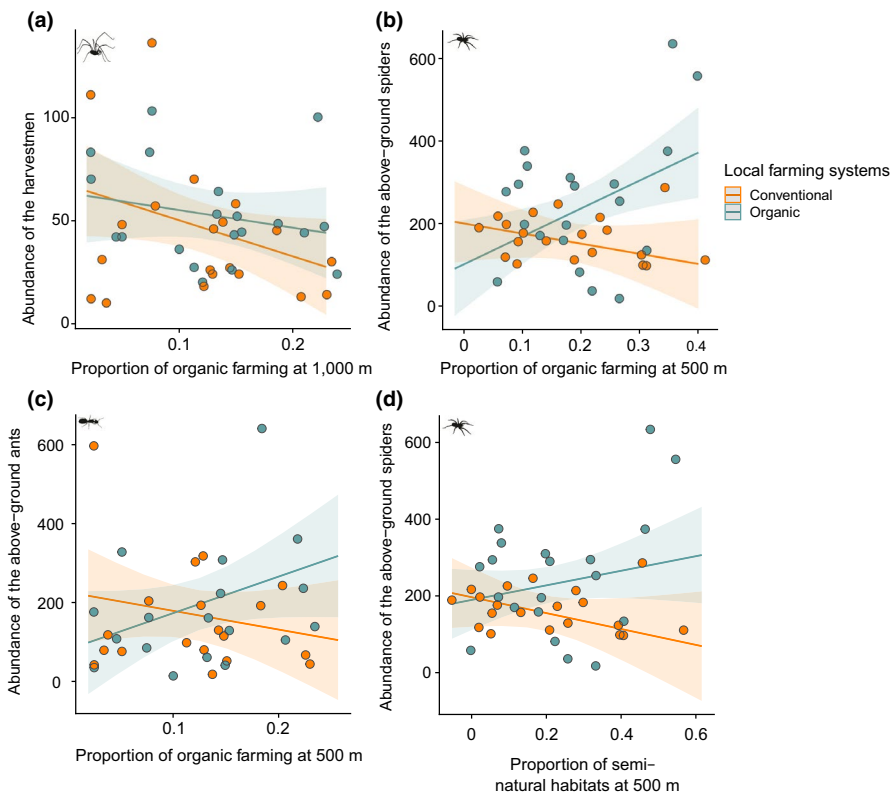 (a)
Abundance of the harvestmen
100
50
0
0.1
0.2
Proportion of organic farming at 1,000 m
(b)
Abundance of the above−ground spiders
600
400
200
0
0
0.1
0.2
0.3
0.4
Proportion of organic farming at 500 m
Local farming systems
Conventional
Organic
(c)
Abundance of the above−ground ants
600
400
200
0
0.1
0.2
Proportion of organic farming at 500 m
(d)
Abundance of the above−ground spiders
600
400
200
0
0
0.2
0.4
0.6
Proportion of semi−
natural habitats at 500 m